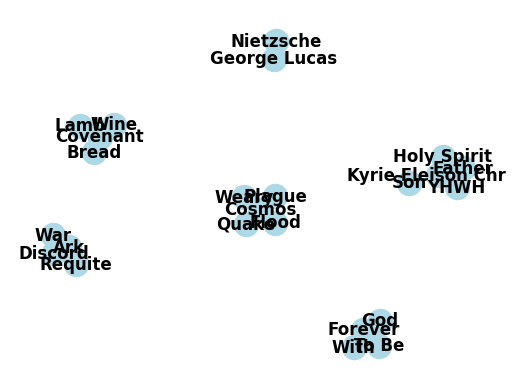 Nietzsche
George Lucas
Lamb
Wine
Covenant
Bread
Holy Spirit
Father
Kyrie Eleison Chr
Son
YHWH
Weary
Plague
Cosmos
Flood
Quake
War
Ark
Discord
Requite
God
Forever
With
To Be